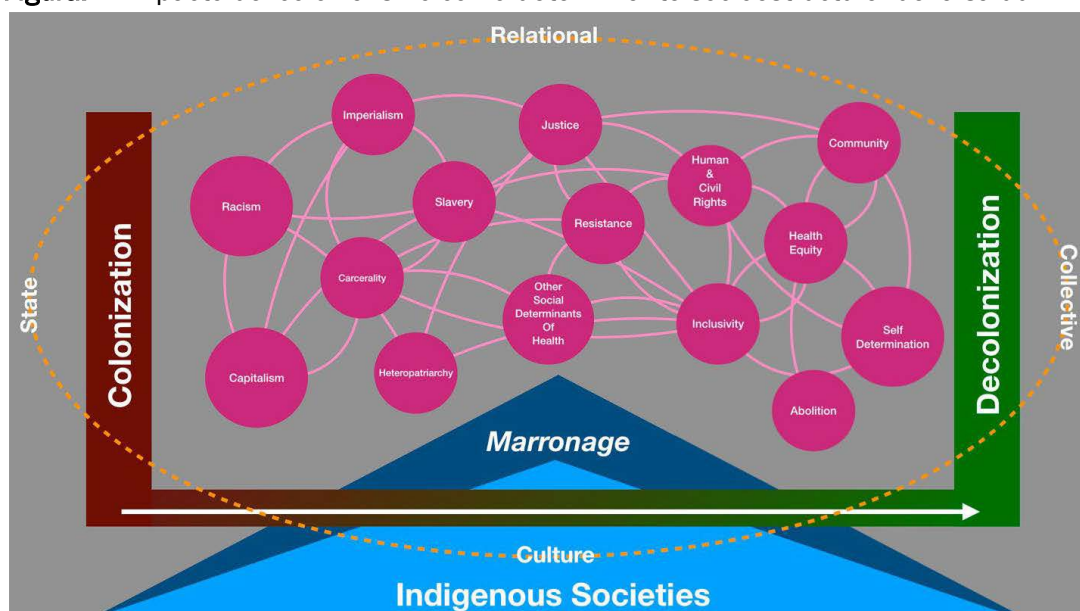 Relational
Imperialism
Justice
Community
Human
&
Civil
Rights
Racism
Slavery
Resistance
Health
Equity
Colonization
Decolonization
State
Collective
Carcerality
Other
Social
Determinants
Of
Health
Inclusivity
Self
Determination
Capitalism
Heteropatriarchy
Abolition
Marronage
Culture
Indigenous Societies